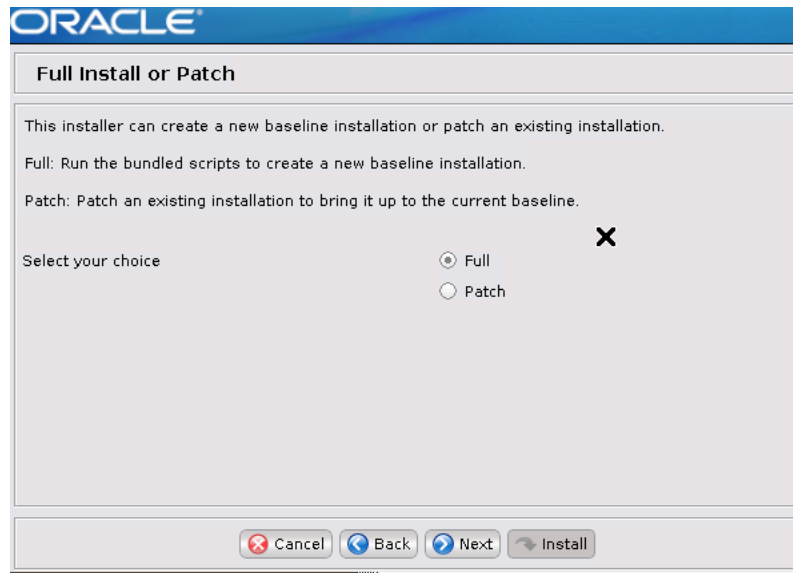 ORACLE®
Full Install or Patch
This installer can create a new baseline installation or patch an existing installation.
Full: Run the bundled scripts to create a new baseline installation.
Patch: Patch an existing installation to bring it up to the current baseline.
Select your choice
Full
Patch
Cancel Back Next Install